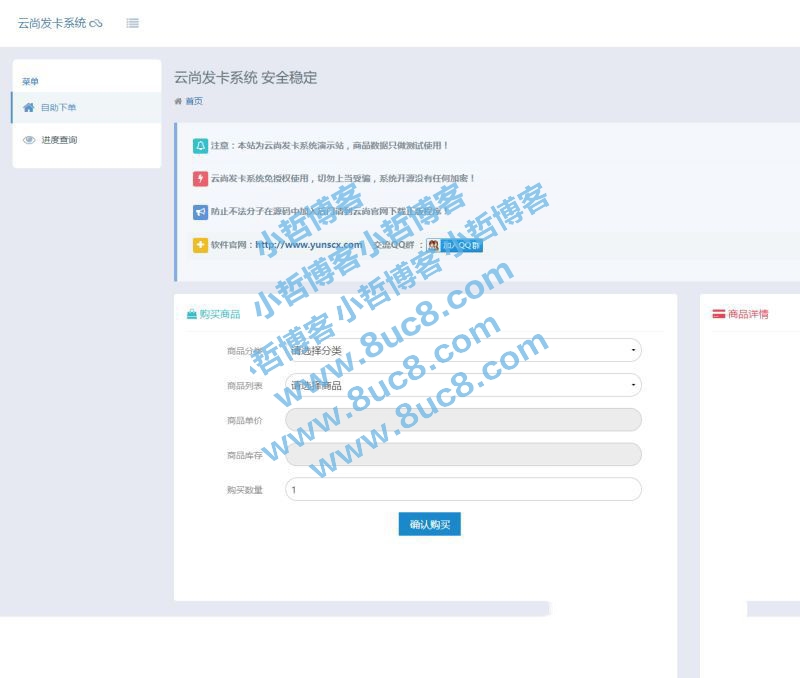 云尚发卡系统
菜单
自助下单
进度查询
云尚发卡系统 安全稳定
首页
注意：本站为云尚发卡系统演示站，商品数据只做测试使用！
云尚发卡系统免授权使用，切勿上当受骗，系统开源没有任何加密！
防止不法分子在源码中加入后门请到云尚官网下载正版程序！
软件官网：http://www.yunscx.com 交流QQ群：加入QQ群
购买商品
商品详情
商品分类 请选择分类
商品列表 请选择商品
商品单价
商品库存
购买数量 1
确认购买
小哲博客 小哲博客 小哲博客
小哲博客 小哲博客
哲博客
www.8uc8.com
www.8uc8.com
www.8uc8.com